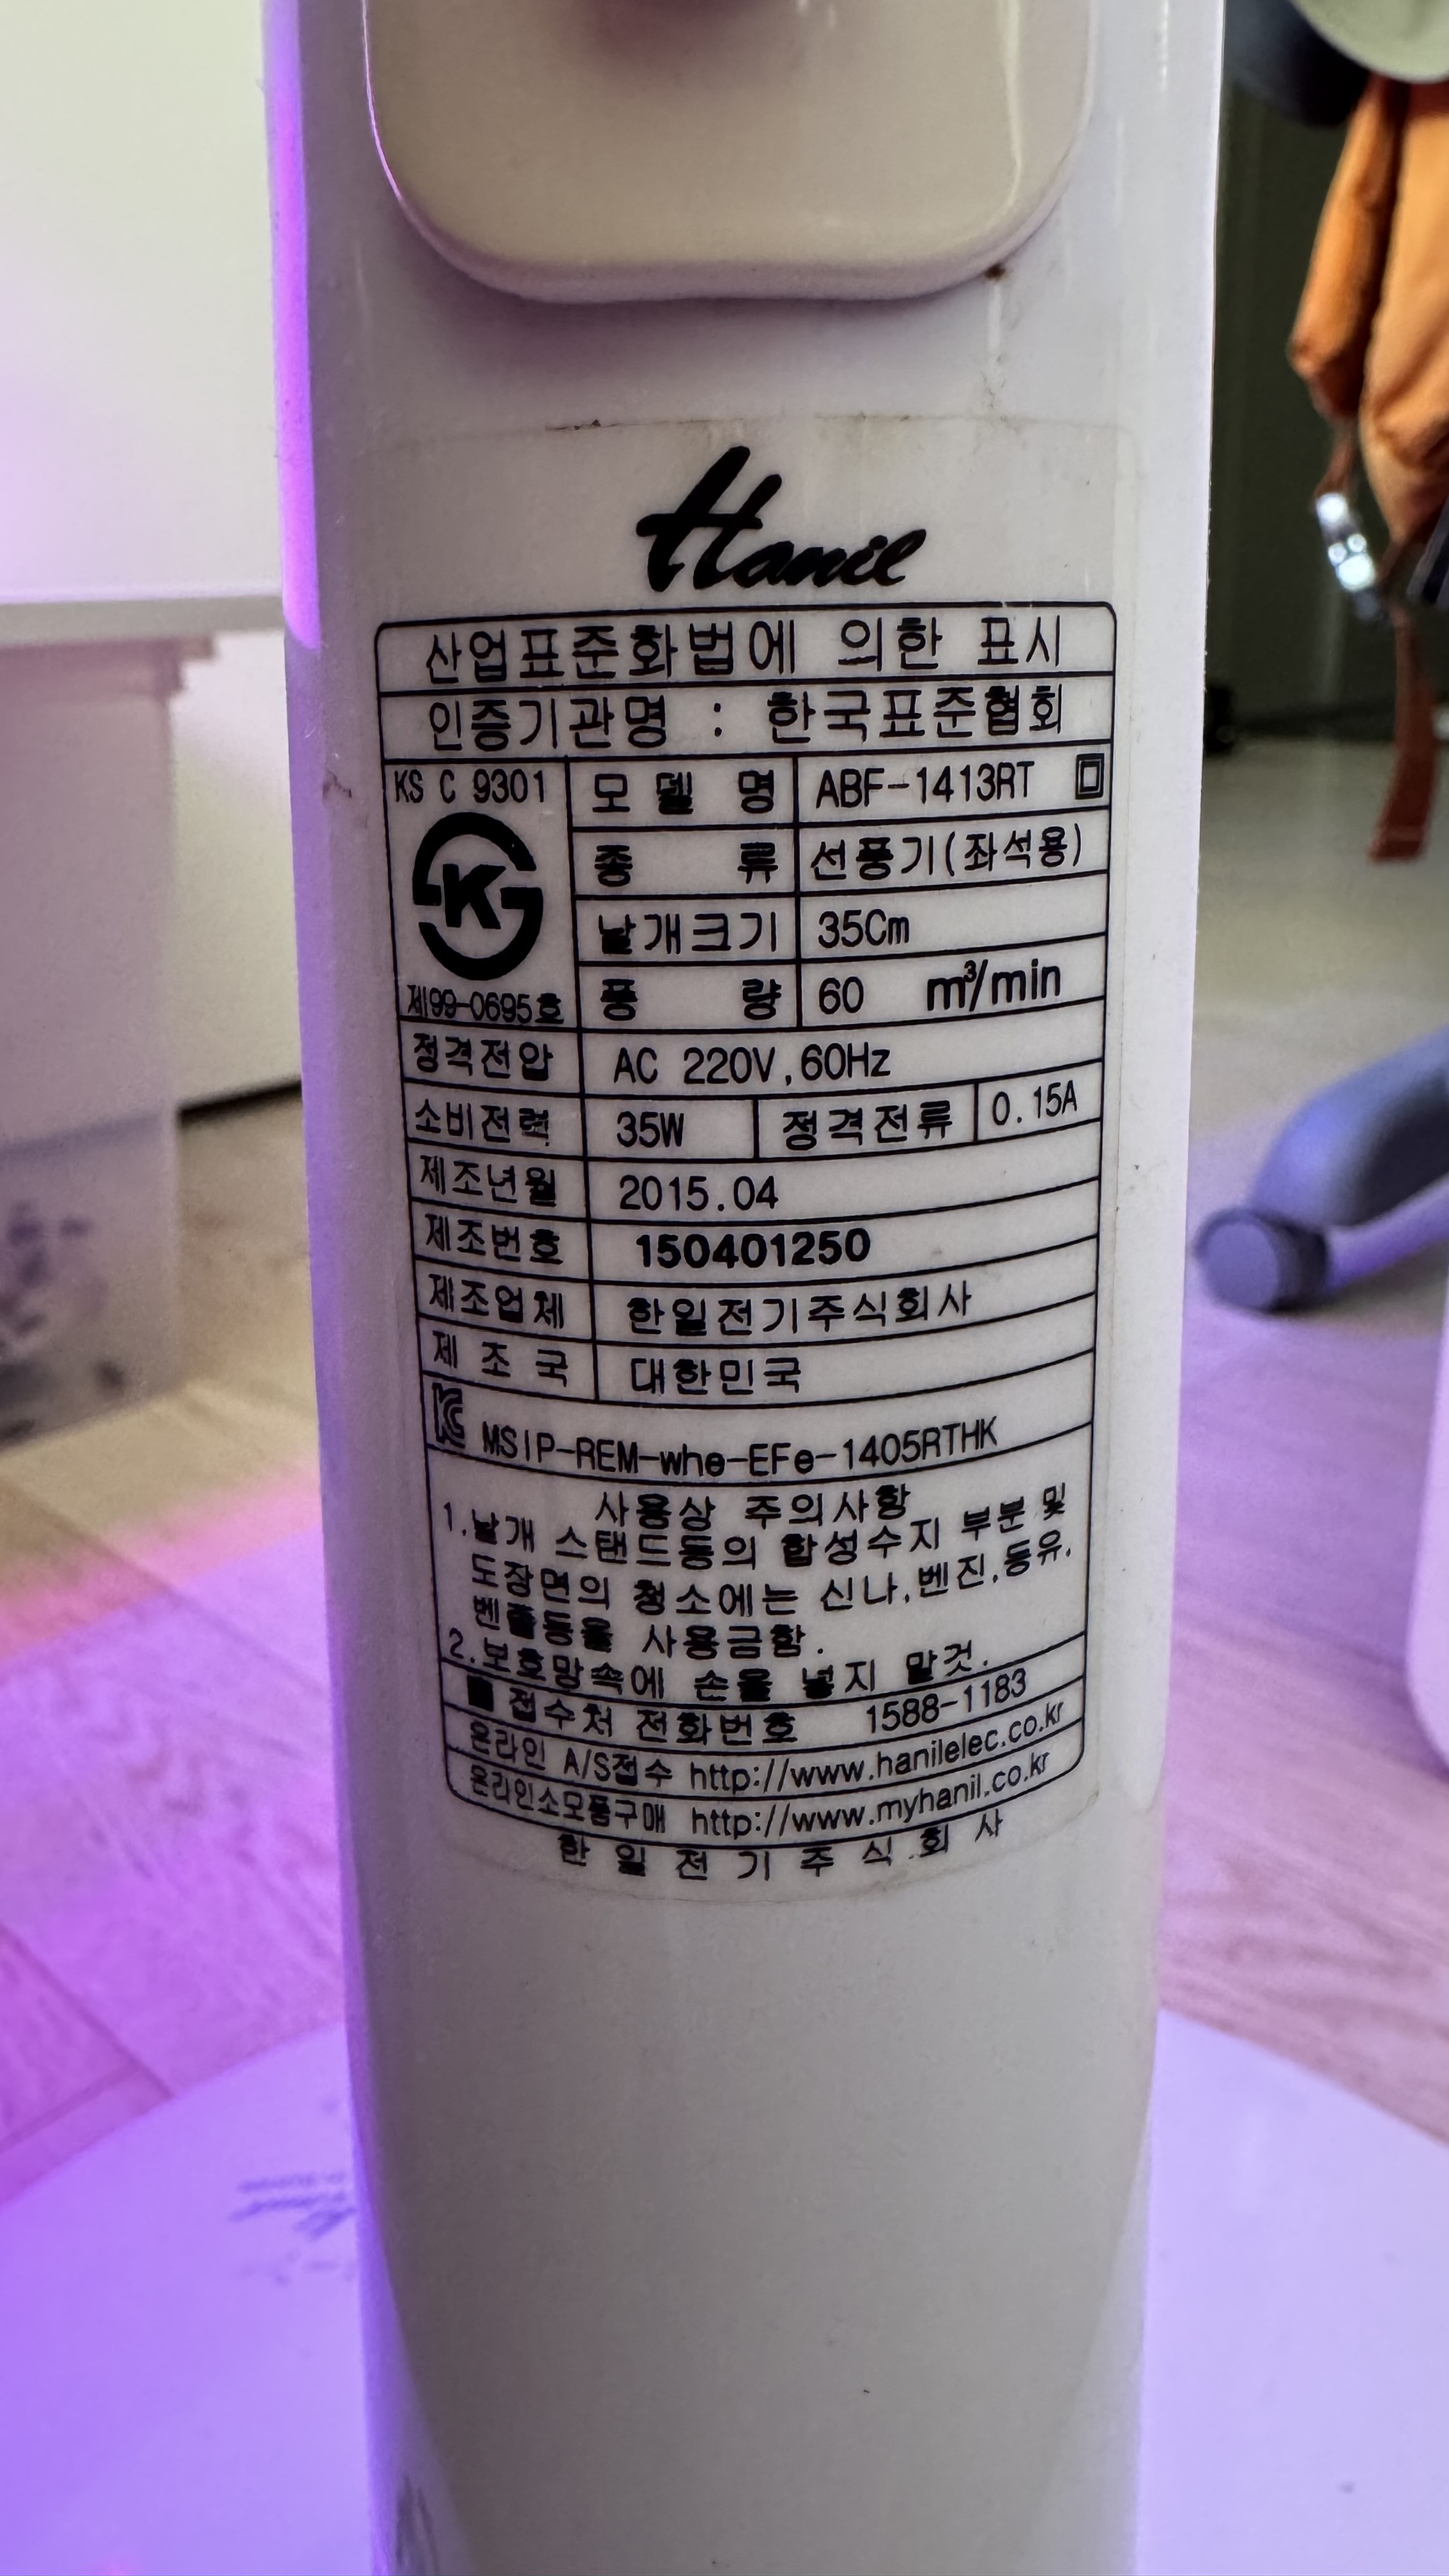 Hanil
산업표준화법에 의한 표시
인증기관명 : 한국표준협회
KS C 9301
제99-0695호
모델명 ABF-1413RT
종 류 선풍기(좌석용)
날개크기 35Cm
풍 량 60 m³/min
정격전압 AC 220V,60Hz
소비전력 35W 정격전류 0.15A
제조년월 2015.04
제조번호 150401250
제조업체 한일전기주식회사
제 조 국 대한민국
MSIP-REM-whe-EFe-1405RTHK
사용상 주의사항
1.날개 스탠드등의 합성수지 부분 및
도장면의 청소에는 신나,벤진,등유,
벤졸등을 사용금함.
2.보호망속에 손을 넣지 말것.
■ 접수처 전화번호 1588-1183
온라인 A/S접수 http://www.hanilelec.co.kr
온라인소모품구매 http://www.myhanil.co.kr
한 일 전 기 주 식 회 사